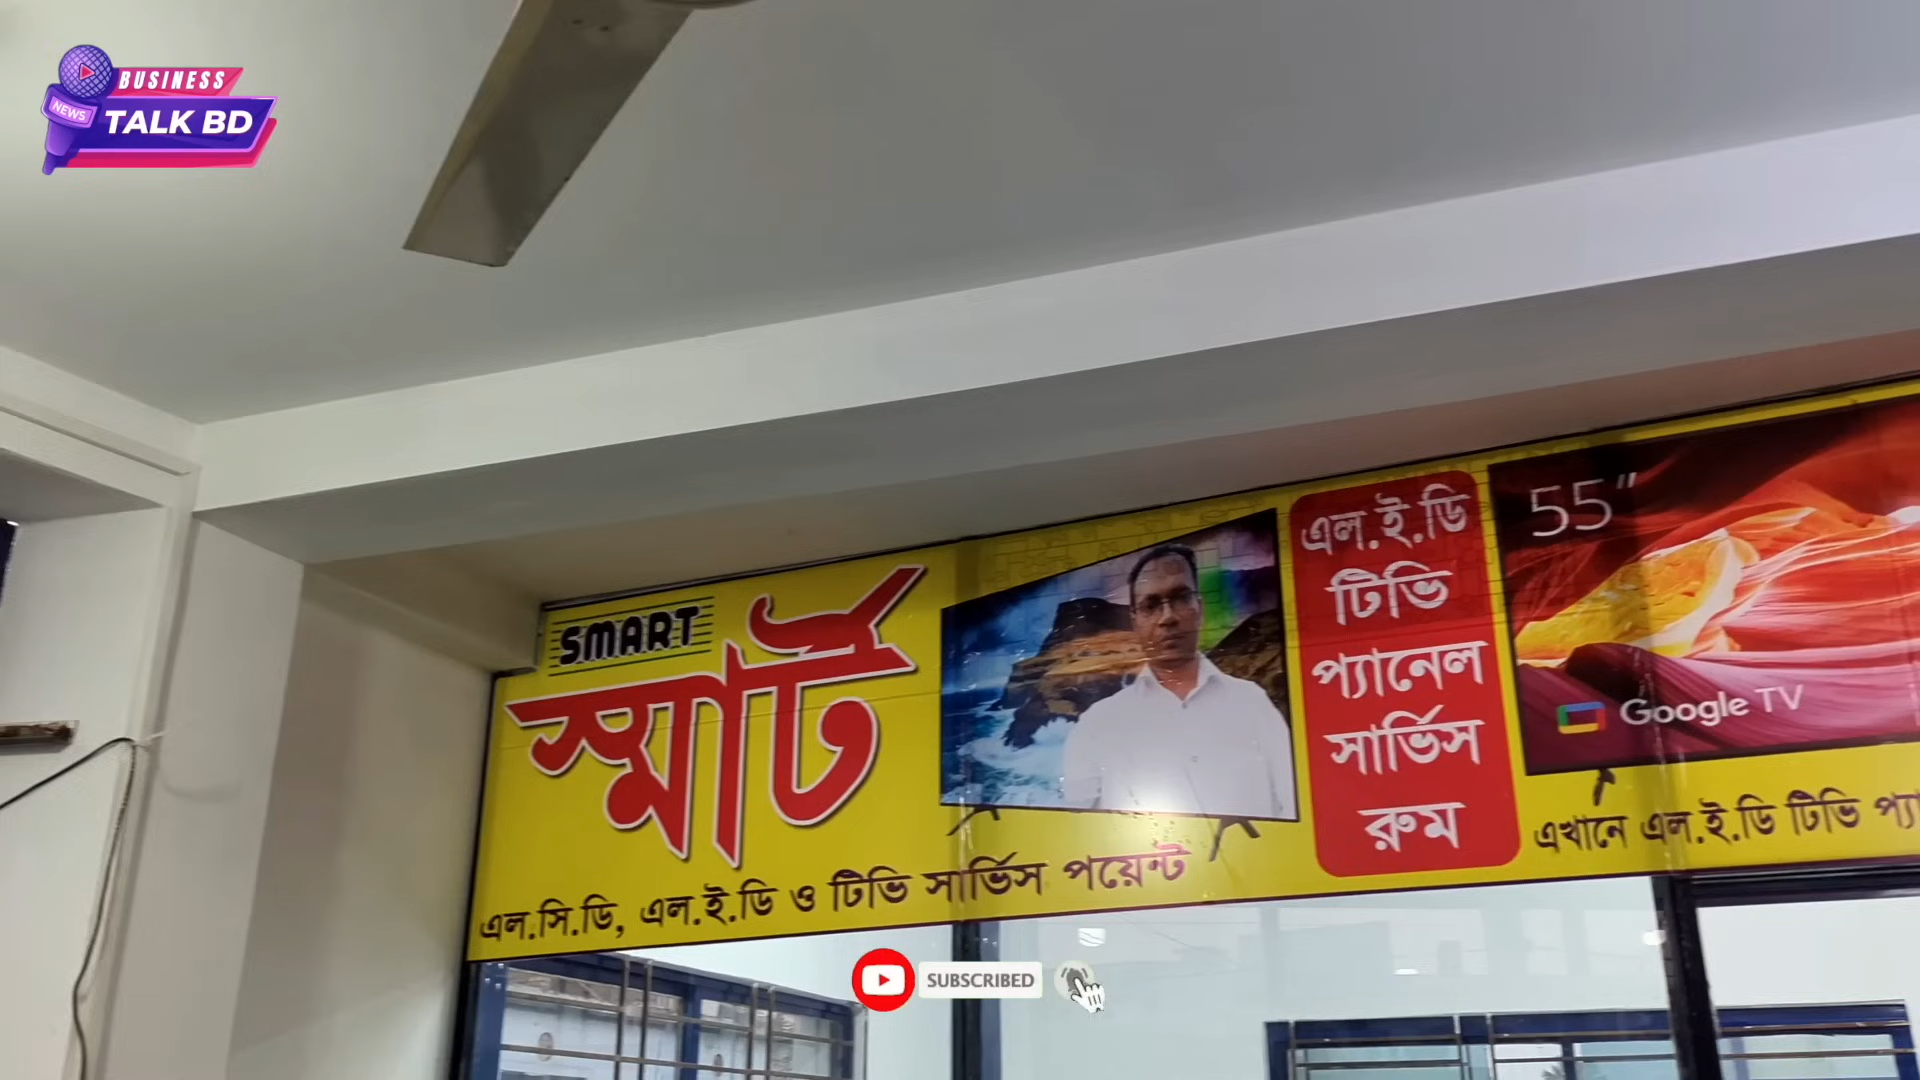 BUSINESS
NEWS
TALK BD
SMART
স্মার্ট
এল.সি.ডি, এল.ই.ডি ও টিভি সার্ভিস পয়েন্ট
এল.ই.ডি
টিভি
প্যানেল
সার্ভিস
রুম
55"
Google TV
এখানে এল.ই.ডি টিভি
SUBSCRIBED